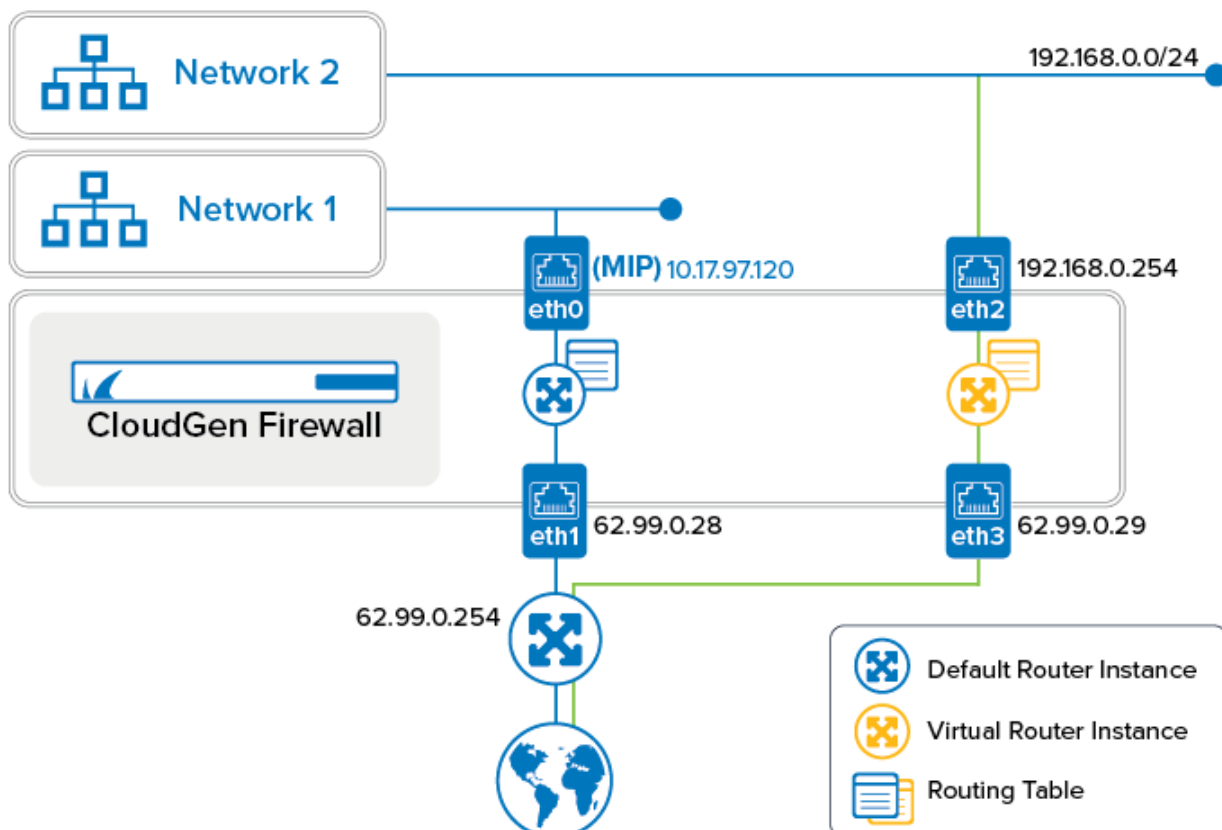 192.168.0.0/24
Network 2
Network 1
(MIP) 10.17.97.120
192.168.0.254
eth0
eth2
CloudGen Firewall
eth1
62.99.0.28
eth3
62.99.0.29
62.99.0.254
Default Router Instance
Virtual Router Instance
Routing Table